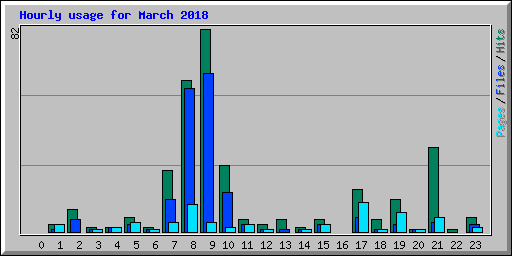 Hourly usage for March 2018
82
Pages/Files/Hits
0 1 2 3 4 5 6 7 8 9 10 11 12 13 14 15 16 17 18 19 20 21 22 23